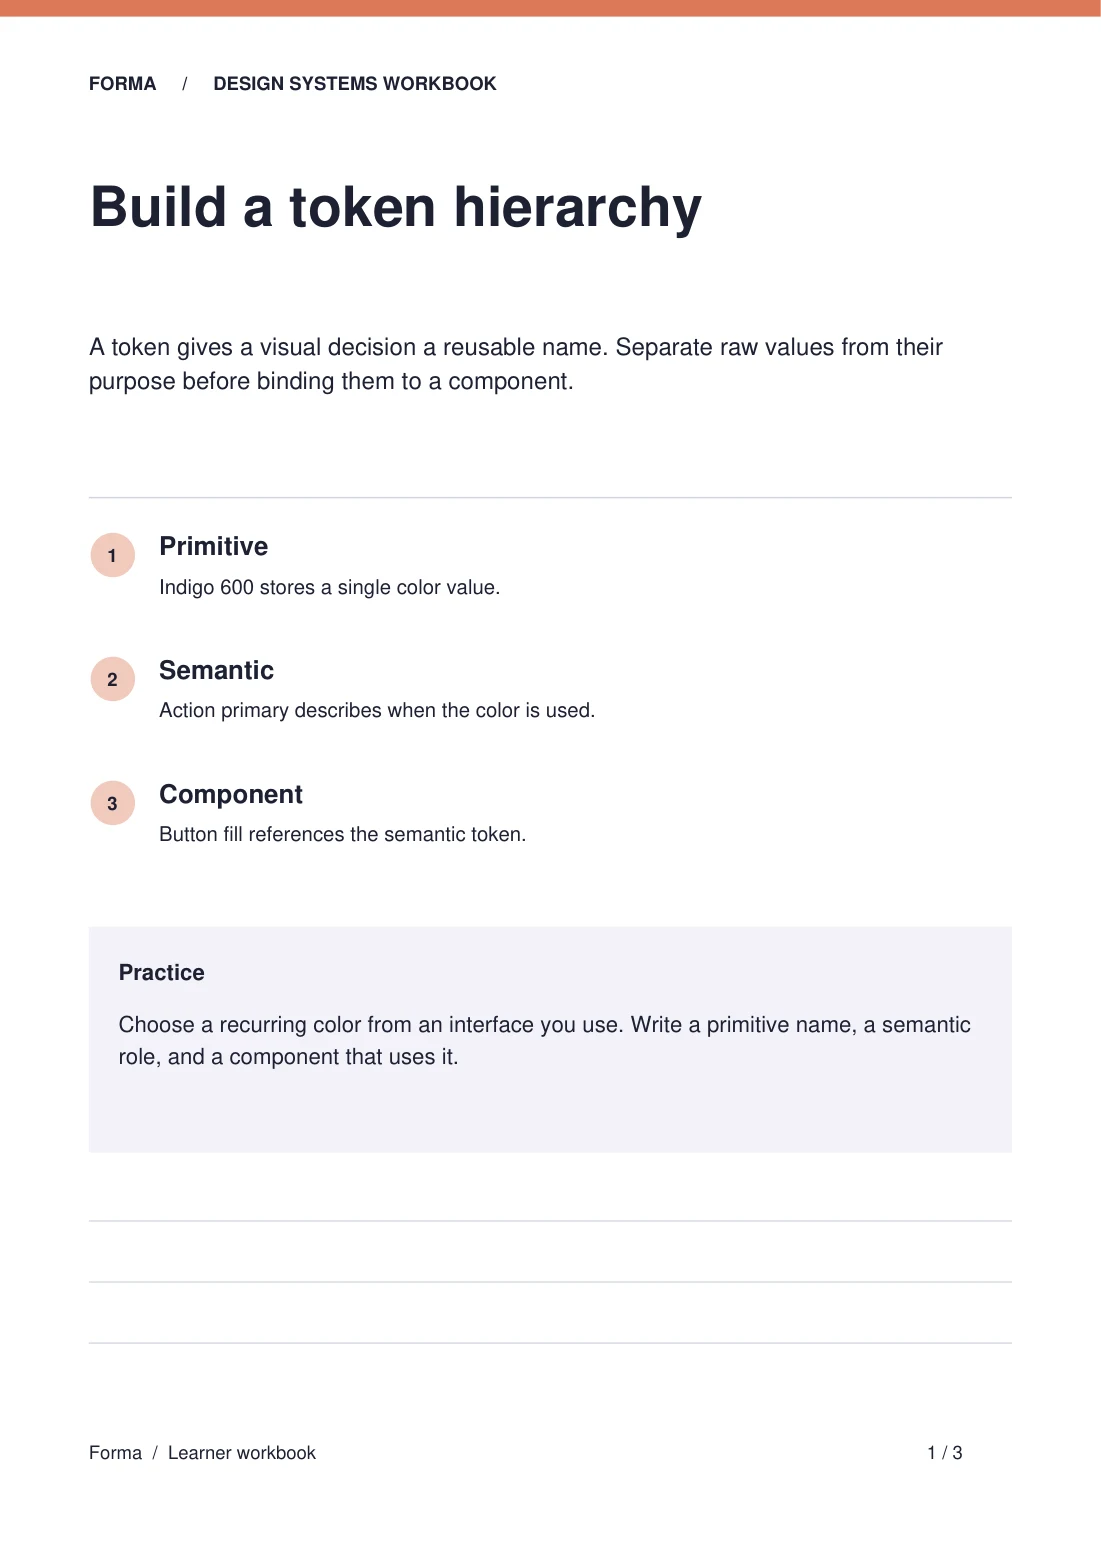 FORMA / DESIGN SYSTEMS WORKBOOK
Build a token hierarchy
A token gives a visual decision a reusable name. Separate raw values from their
purpose before binding them to a component.
1 Primitive
Indigo 600 stores a single color value.
2 Semantic
Action primary describes when the color is used.
3 Component
Button fill references the semantic token.
Practice
Choose a recurring color from an interface you use. Write a primitive name, a semantic
role, and a component that uses it.
Forma / Learner workbook 1 / 3